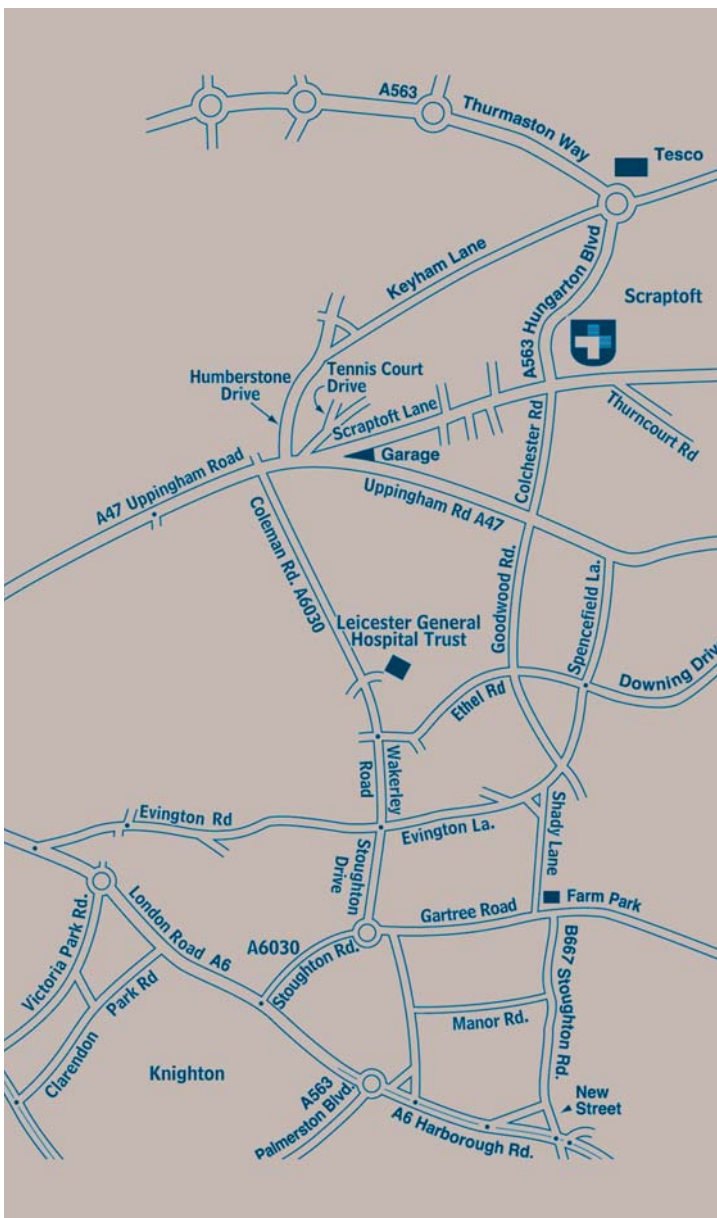 A563
Thurmaston Way
Tesco
Keyham Lane
A563 Hungarton Blvd
Scraptoft
Humberstone
Drive
Tennis Court
Drive
Scraptoft Lane
Thurncourt Rd
Garage
Colchester Rd
A47 Uppingham Road
Uppingham Rd A47
Coleman Rd. A6030
Goodwood Rd.
Spencefield La.
Leicester General
Hospital Trust
Downing Driv
Ethel Rd
Wakerley
Road
Evington Rd
Evington La.
Shady Lane
Stoughton
Drive
Farm Park
Gartree Road
Victoria Park Rd.
London Road A6
A6030
Stoughton Rd.
B667 Stoughton Rd.
Clarendon
Park Rd
Manor Rd.
Knighton
A563
Palmerston Blvd.
New
Street
A6 Harborough Rd.